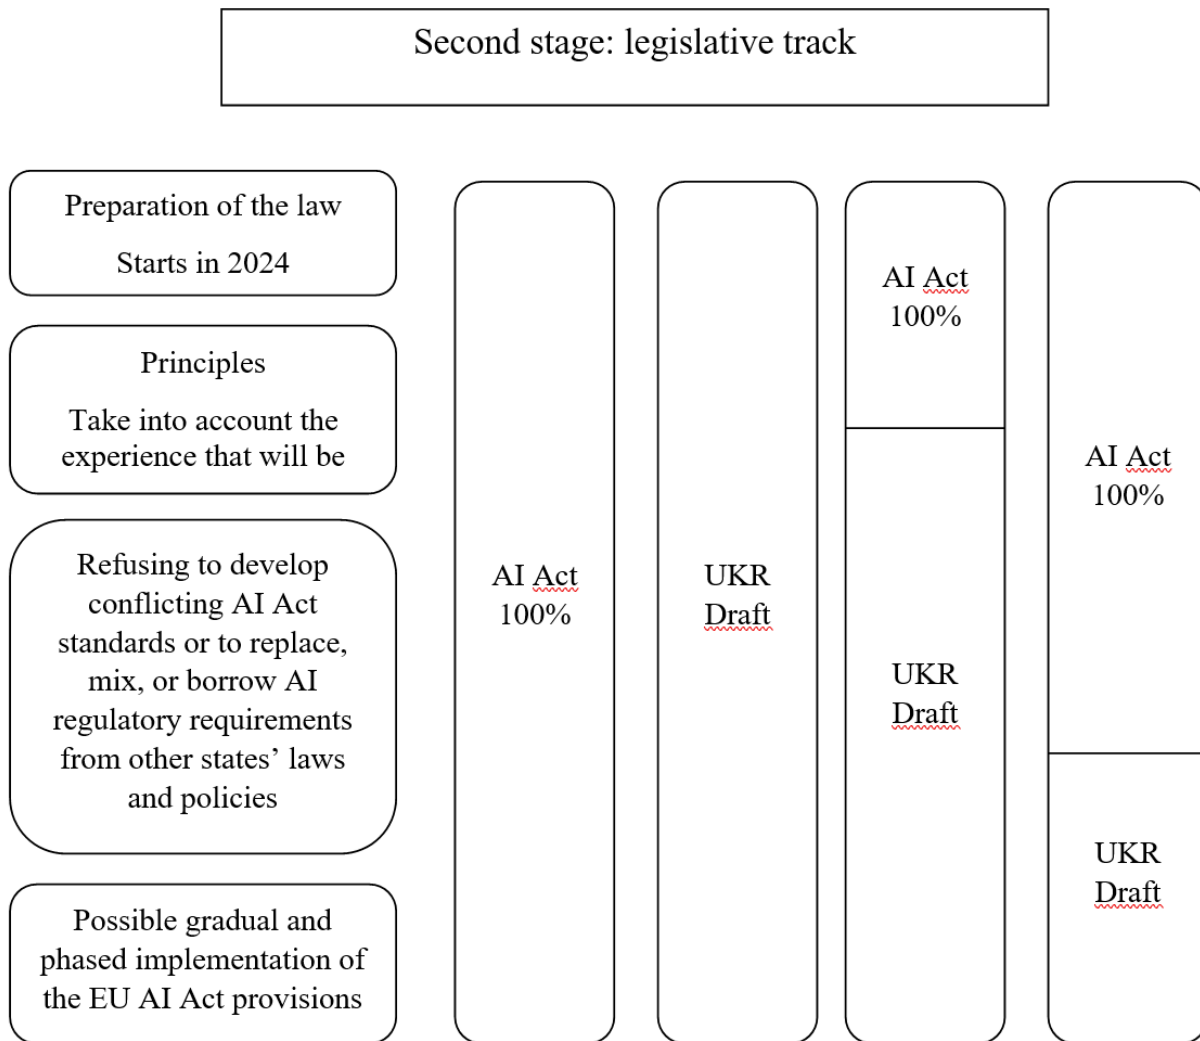 Second stage: legislative track
Preparation of the law
Starts in 2024
Principles
Take into account the
experience that will be
Refusing to develop
conflicting AI Act
standards or to replace,
mix, or borrow AI
regulatory requirements
from other states’ laws
and policies
Possible gradual and
phased implementation of
the EU AI Act provisions
AI Act
100%
UKR
Draft
AI Act
100%
UKR
Draft
AI Act
100%
UKR
Draft